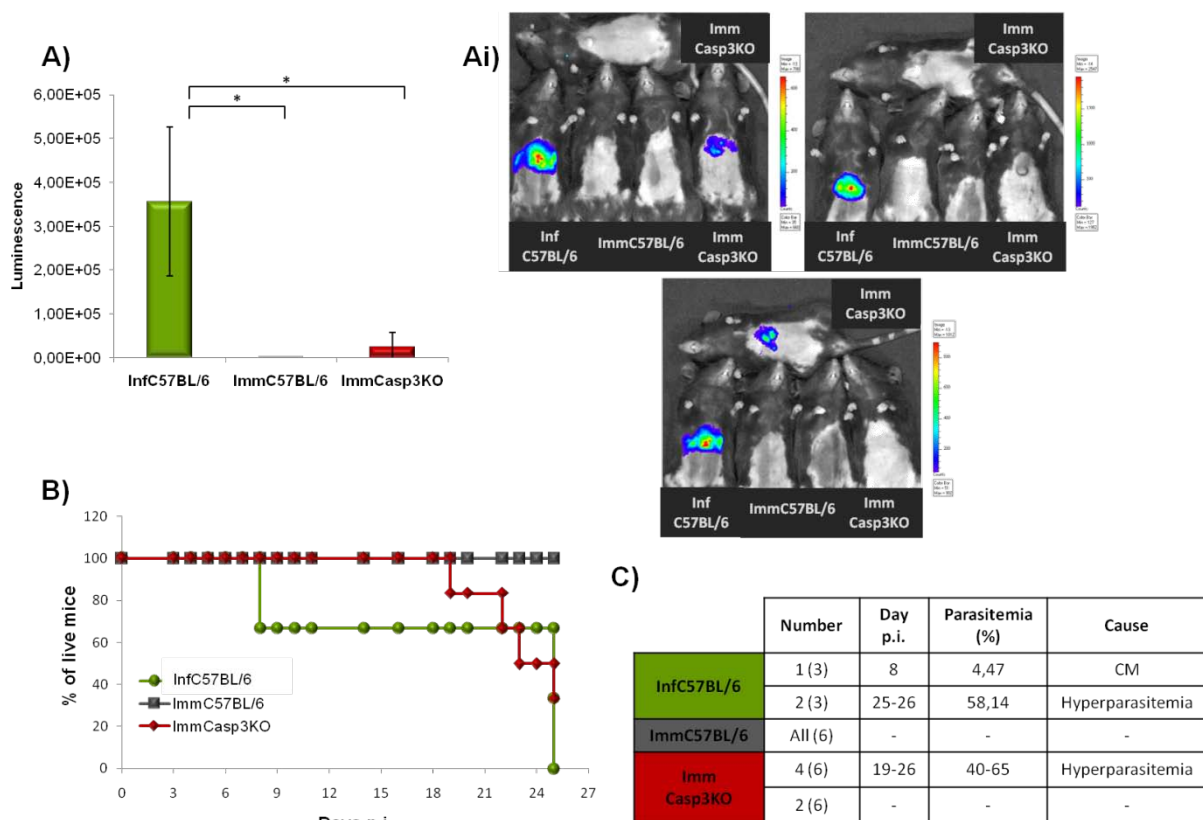 A)
6,00E+05
5,00E+05
4,00E+05
3,00E+05
2,00E+05
1,00E+05
0,00E+00
Luminescence
*
*
InfC57BL/6
ImmC57BL/6
ImmCasp3KO
Ai)
Imm
Casp3KO
Inf
C57BL/6
ImmC57BL/6
Imm
Casp3KO
Imm
Casp3KO
Inf
C57BL/6
ImmC57BL/6
Imm
Casp3KO
Imm
Casp3KO
Inf
C57BL/6
ImmC57BL/6
Imm
Casp3KO
B)
% of live mice
120
100
80
60
40
20
0
InfC57BL/6
ImmC57BL/6
ImmCasp3KO
0 3 6 9 12 15 18 21 24 27
C)
Number Day p.i. Parasitemia (%) Cause
InfC57BL/6 1 (3) 8 4,47 CM
2 (3) 25-26 58,14 Hyperparasitemia
ImmC57BL/6 All (6) - - -
Imm Casp3KO 4 (6) 19-26 40-65 Hyperparasitemia
2 (6) - - -